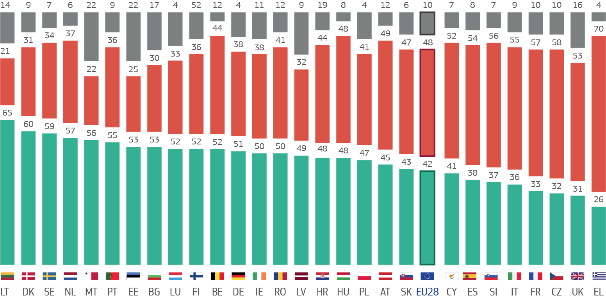 14 9 7 6 22 9 22 17 15 12 4 11 12 9 19 8 4 12 6 10 10 7 8 7 9 10 10 16 4
21 31 34 37 22 36 25 30 33 36 44 38 38 41 32 44 48 41 49 47 48 52 54 56 55 57 58 53 70
65 60 59 57 56 55 53 53 52 52 52 51 50 50 49 48 48 47 45 43 42 41 38 37 36 33 32 31 26
LT DK SE NL MT PT EE BG LU FI BE DE IE RO LV HR HU PL AT SK EU28 CY ES SI IT FR CZ UK EL